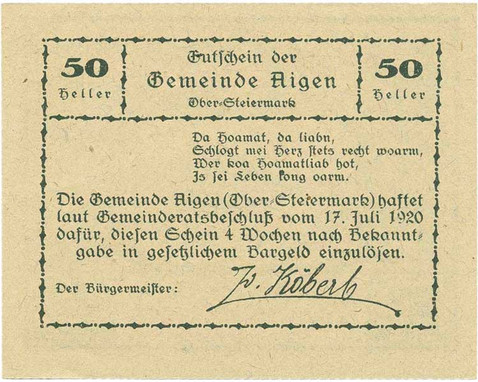 50
Heller
Gutschein der
Gemeinde Aigen
Ober-Steiermark
50
Heller
Da Hoamat, da liabn,
Schlogt mei Herz stets recht woarm,
Wer koa Hoamatliab hot,
Is sei Leben long oarm.
Die Gemeinde Aigen (Ober-Steiermark) haftet
laut Gemeinderatsbeschluß vom 17. Juli 1920
dafür, diesen Schein 4 Wochen nach Bekannt-
gabe in gesetzlichem Bargeld einzulösen.
Der Bürgermeister:
Köberl